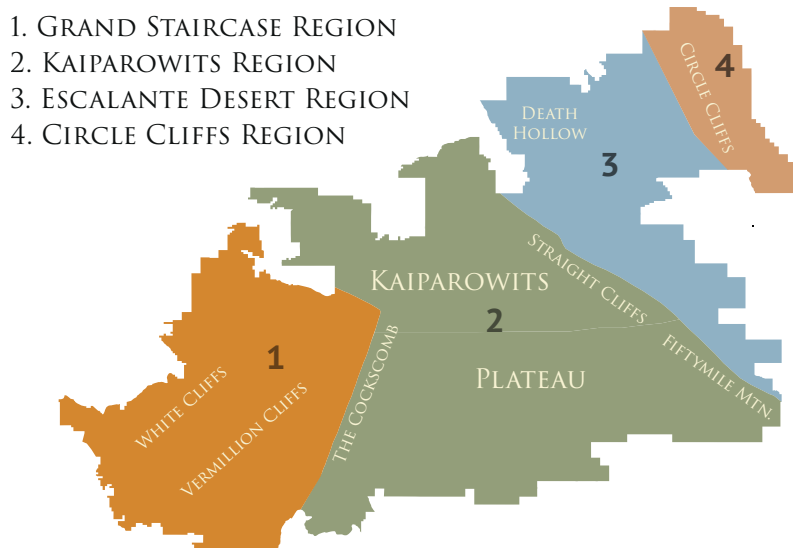 1. Grand Staircase Region
2. Kaiparowits Region
3. Escalante Desert Region
4. Circle Cliffs Region
4
Circle Cliffs
Death
Hollow
3
Straight Cliffs
Kaiparowits
2
Plateau
Fiftymile Mtn.
The Cockscomb
1
White Cliffs
Vermillion Cliffs